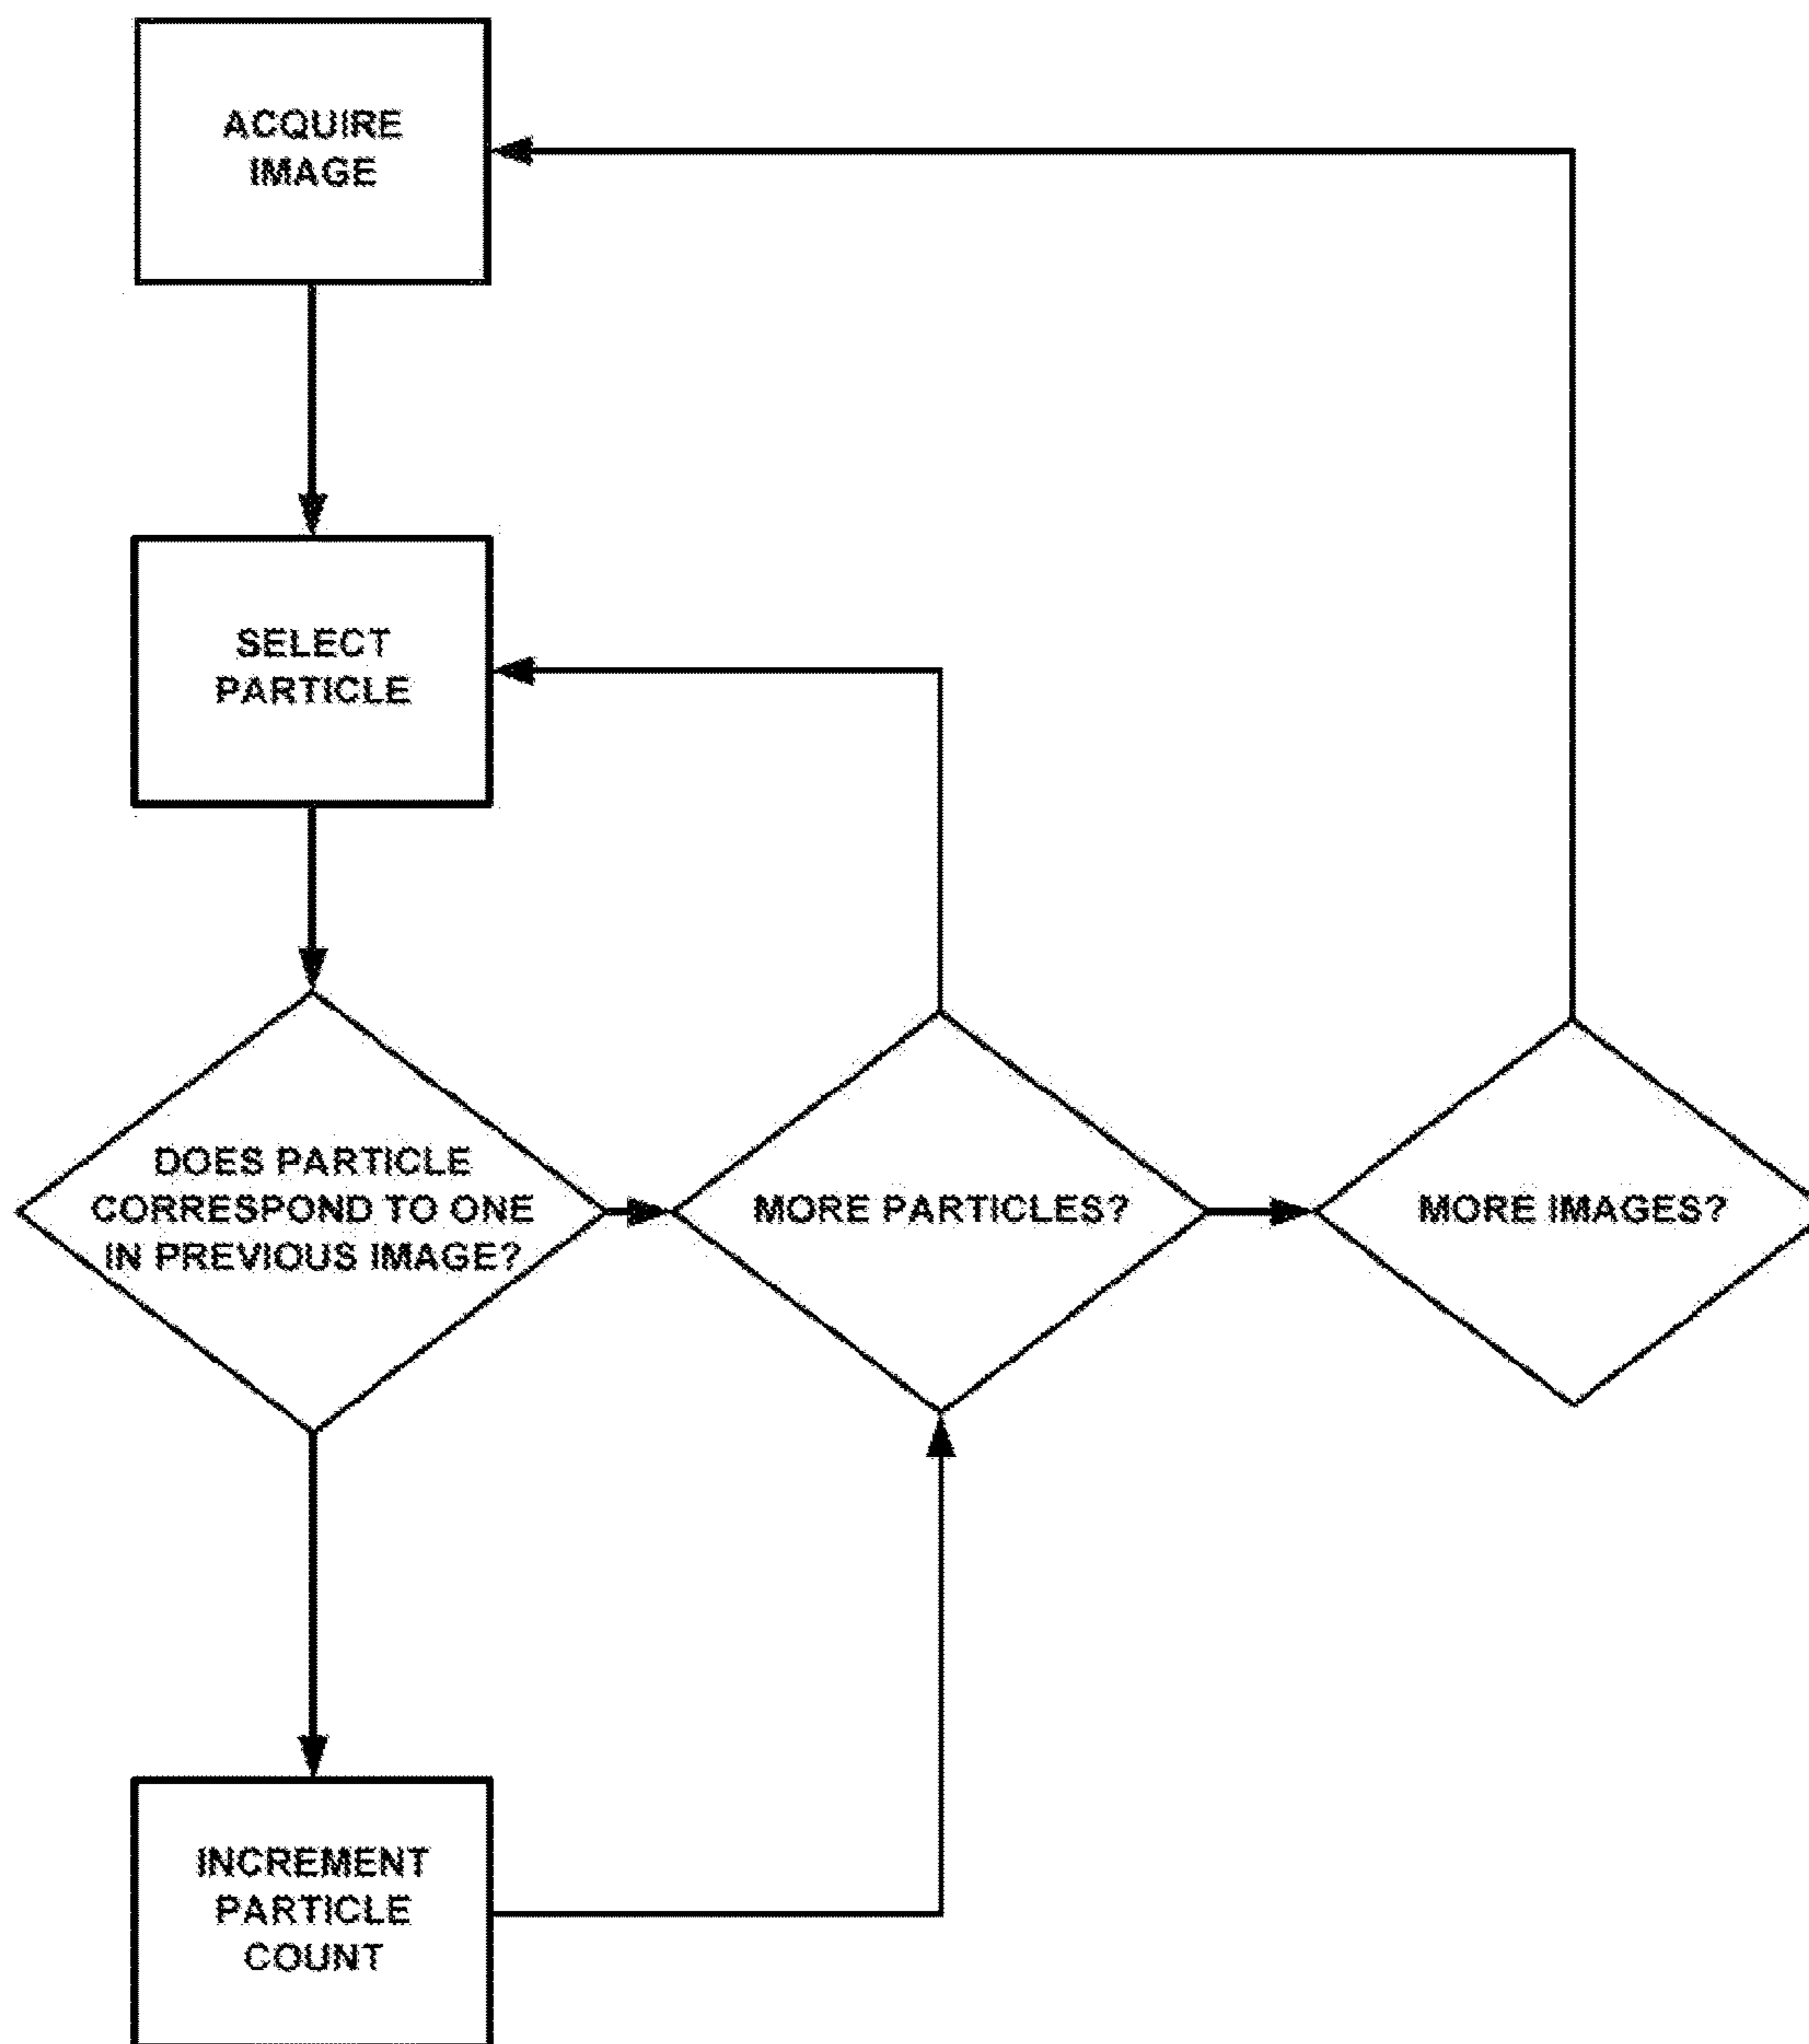 ACQUIRE
IMAGE
SELECT
PARTICLE
DOES PARTICLE
CORRESPOND TO ONE
IN PREVIOUS IMAGE?
MORE PARTICLES?
MORE IMAGES?
INCREMENT
PARTICLE
COUNT